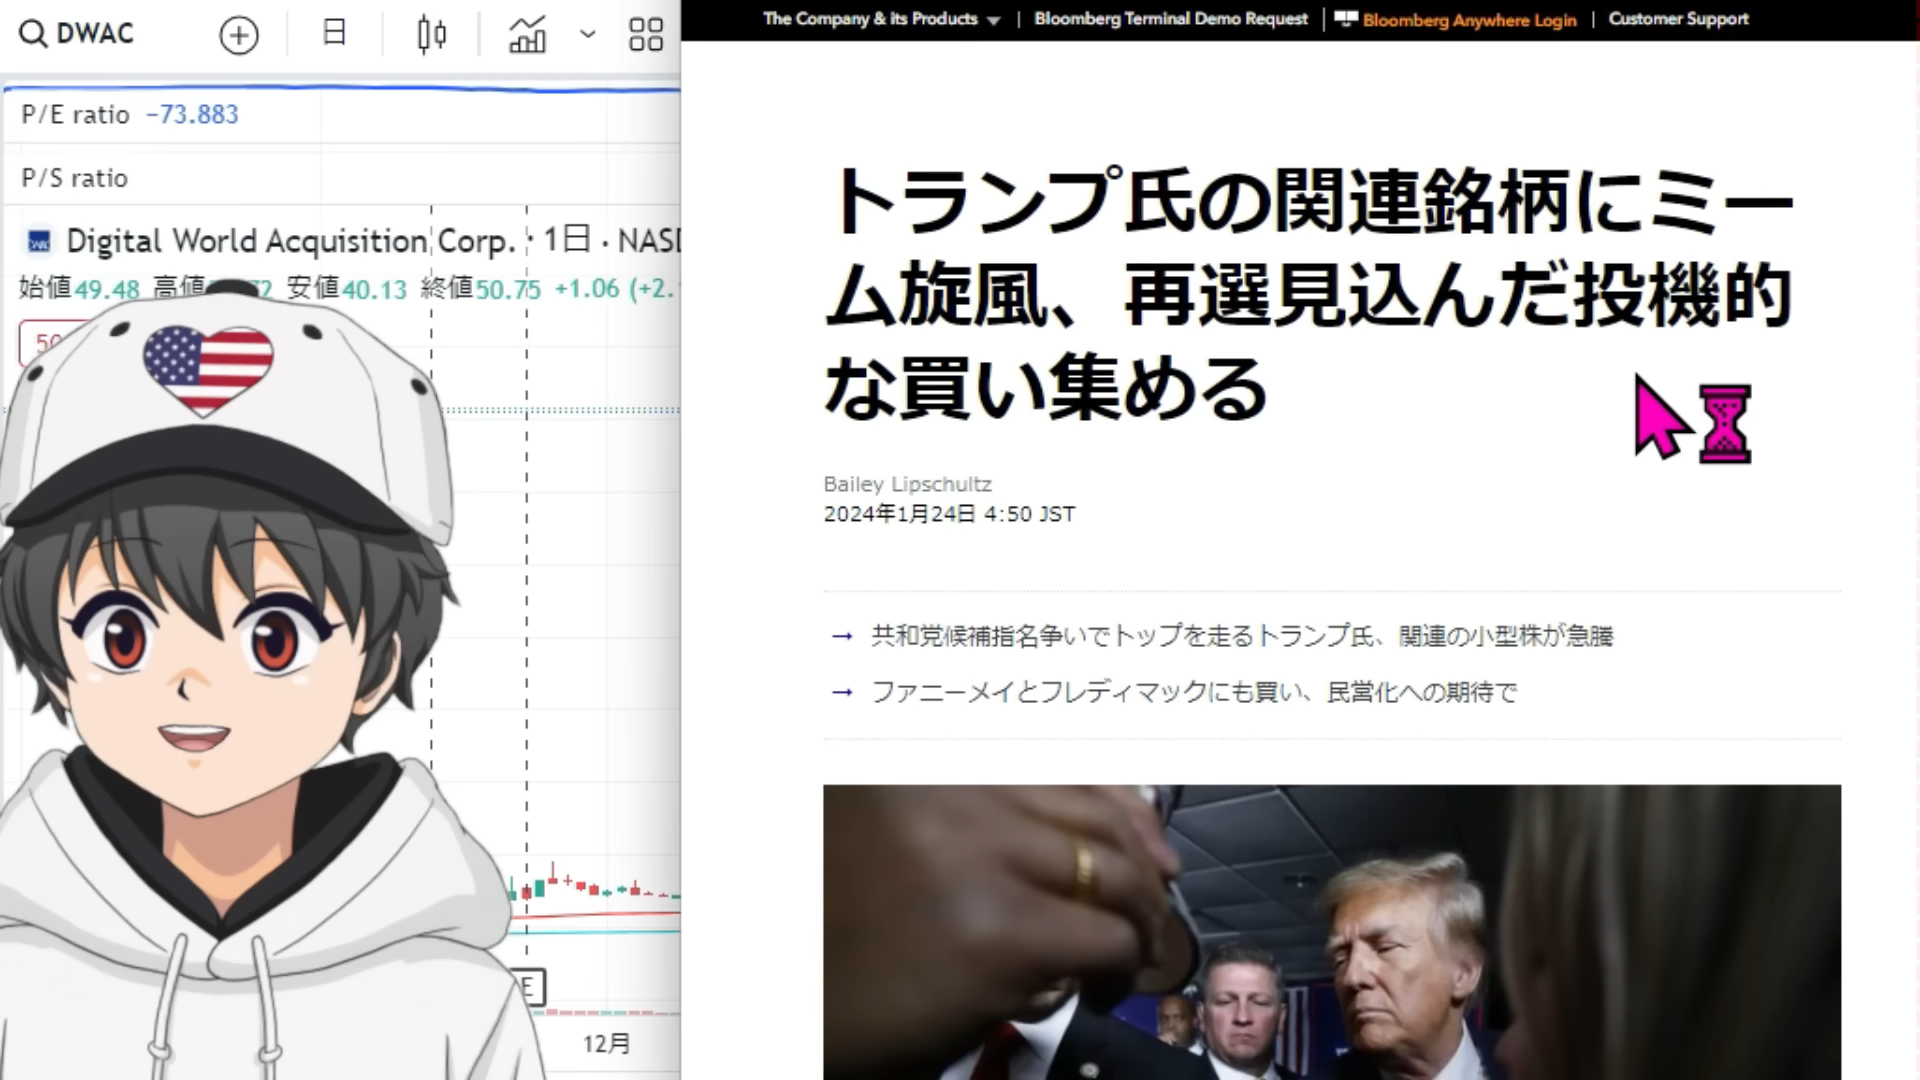 DWAC
日
P/E ratio −73.883
P/S ratio
Digital World Acquisition Corp. · 1日 · NASD
始値49.48 高値 72 安値40.13 終値50.75 +1.06 (+2.
50
E
12月
The Company & its Products | Bloomberg Terminal Demo Request | Bloomberg Anywhere Login | Customer Support
トランプ氏の関連銘柄にミー
ム旋風、再選見込んだ投機的
な買い集める
Bailey Lipschultz
2024年1月24日 4:50 JST
→ 共和党候補指名争いでトップを走るトランプ氏、関連の小型株が急騰
→ ファニーメイとフレディマックにも買い、民営化への期待で